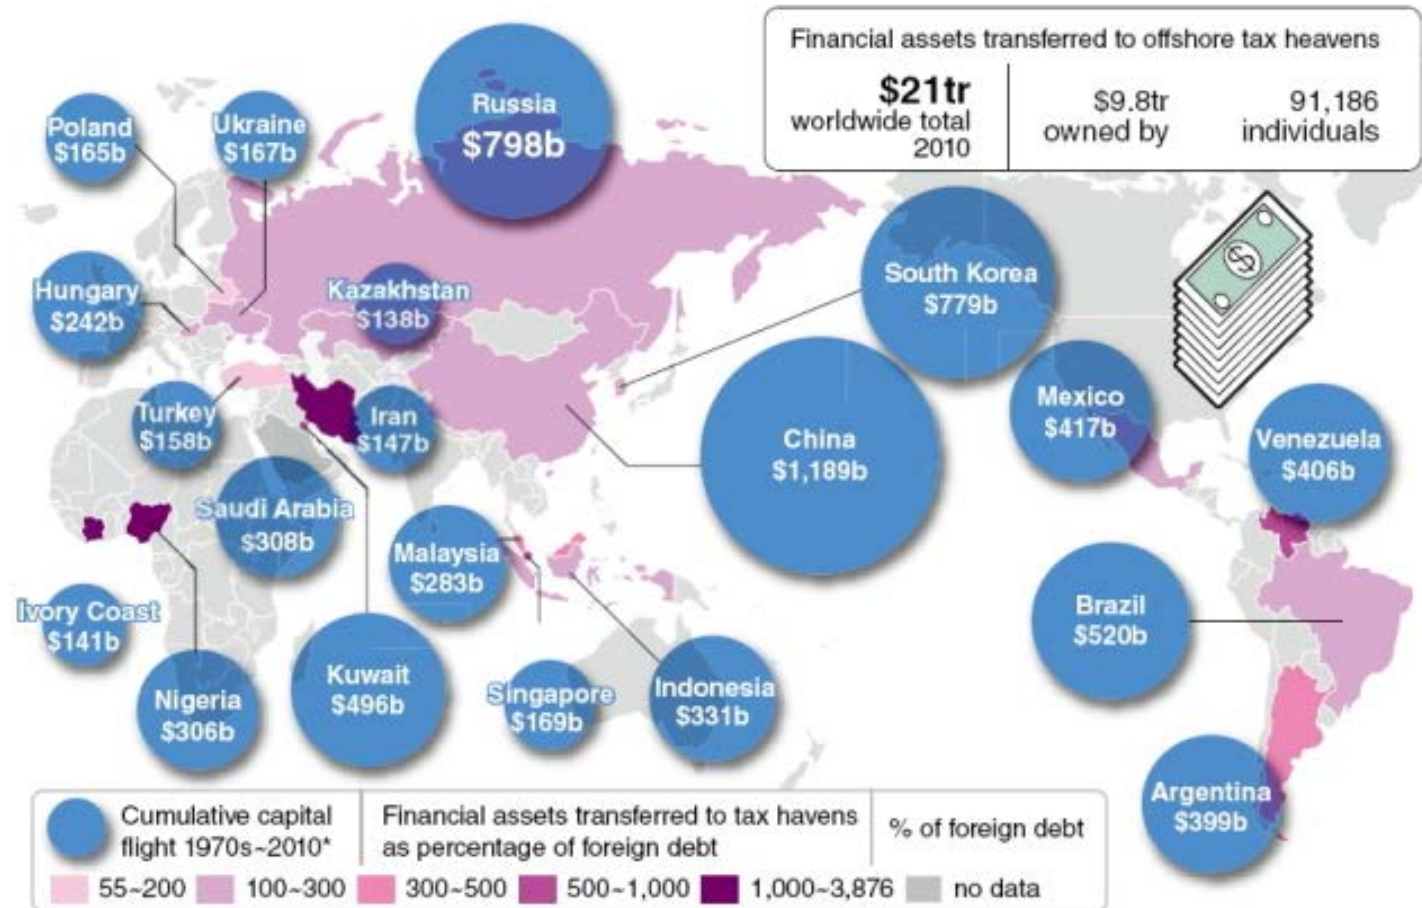 Financial assets transferred to offshore tax heavens
$21tr
worldwide total
2010
$9.8tr
owned by
91,186
individuals
Poland
$165b
Ukraine
$167b
Russia
$798b
Hungary
$242b
Kazakhstan
$138b
South Korea
$779b
Turkey
$158b
Iran
$147b
China
$1,189b
Mexico
$417b
Venezuela
$406b
Saudi Arabia
$308b
Malaysia
$283b
Brazil
$520b
Ivory Coast
$141b
Nigeria
$306b
Kuwait
$496b
Singapore
$169b
Indonesia
$331b
Argentina
$399b
Cumulative capital
flight 1970s~2010*
Financial assets transferred to tax havens
as percentage of foreign debt
% of foreign debt
55~200
100~300
300~500
500~1,000
1,000~3,876
no data